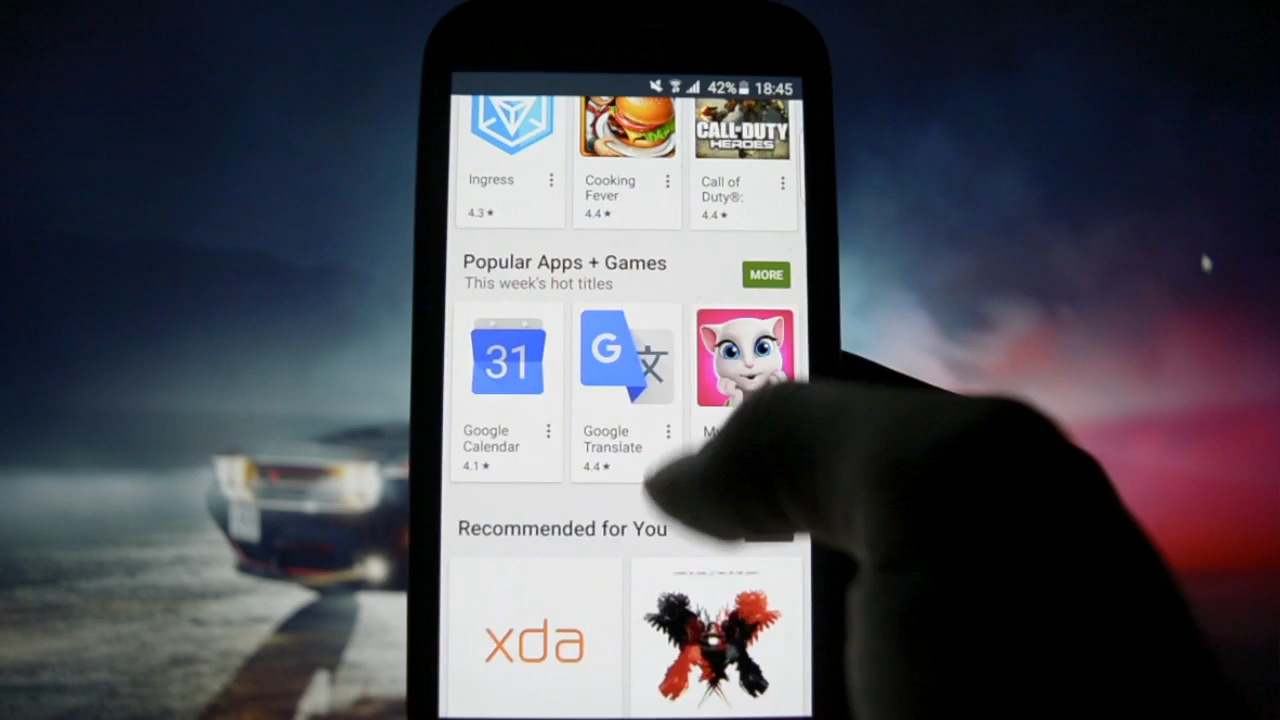 42% 18:45
CALL OF DUTY
HEROES
Ingress
Cooking
Fever
Call of
Duty®:
4.3★
4.4★
4.4★
Popular Apps + Games
This week's hot titles
MORE
31
G
文
Google
Calendar
Google
Translate
4.1★
4.4★
Recommended for You
xda